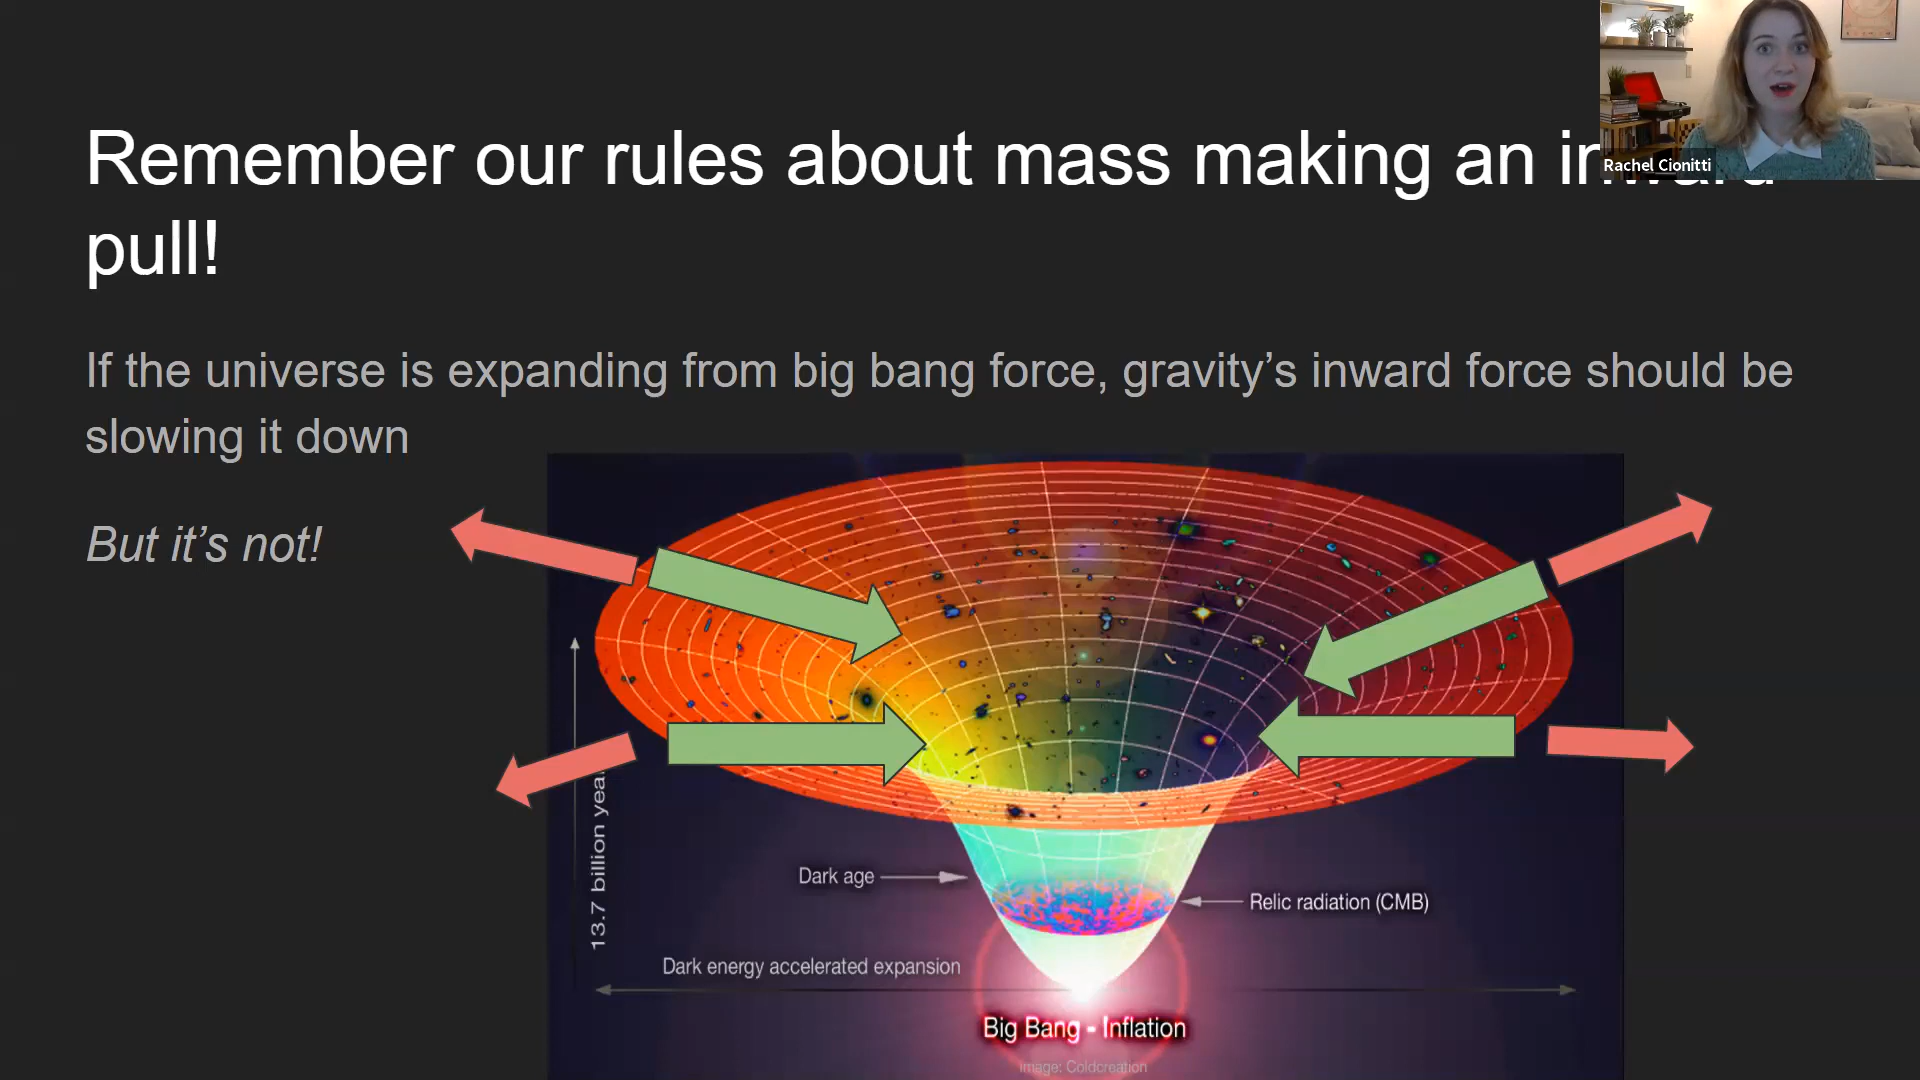 Remember our rules about mass making an inward
pull!
Rachel Cionitti
If the universe is expanding from big bang force, gravity’s inward force should be
slowing it down
But it’s not!
13.7 billion yea
Dark age
Relic radiation (CMB)
Dark energy accelerated expansion
Big Bang - Inflation
Image: Coldcreation